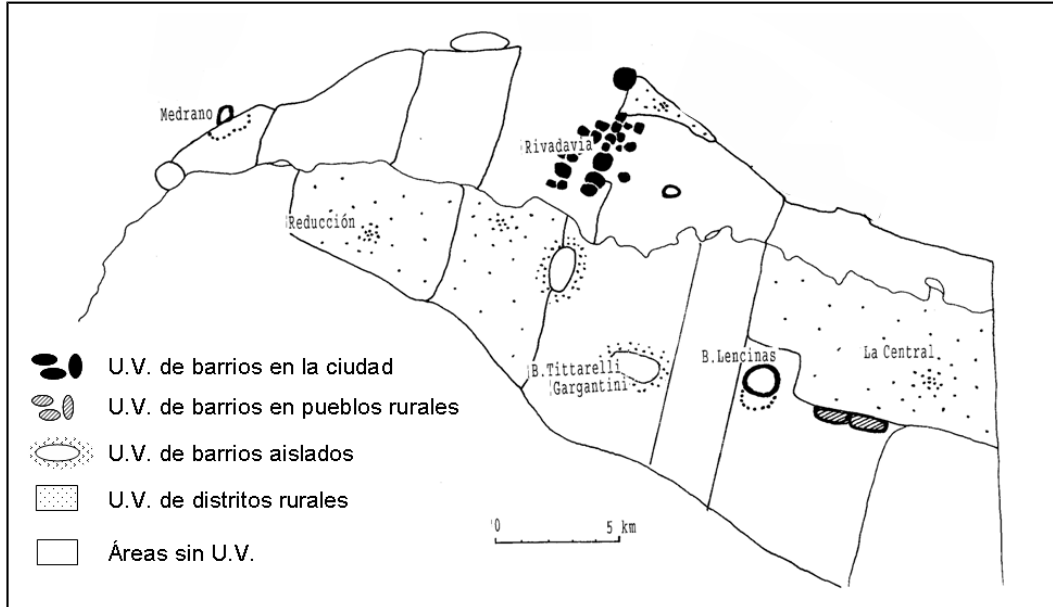 Medrano
Rivadavia
Reducción
B.Tittarelli
Gargantini
B.Lencinas
La Central
U.V. de barrios en la ciudad
U.V. de barrios en pueblos rurales
U.V. de barrios aislados
U.V. de distritos rurales
Áreas sin U.V.
0 5 km